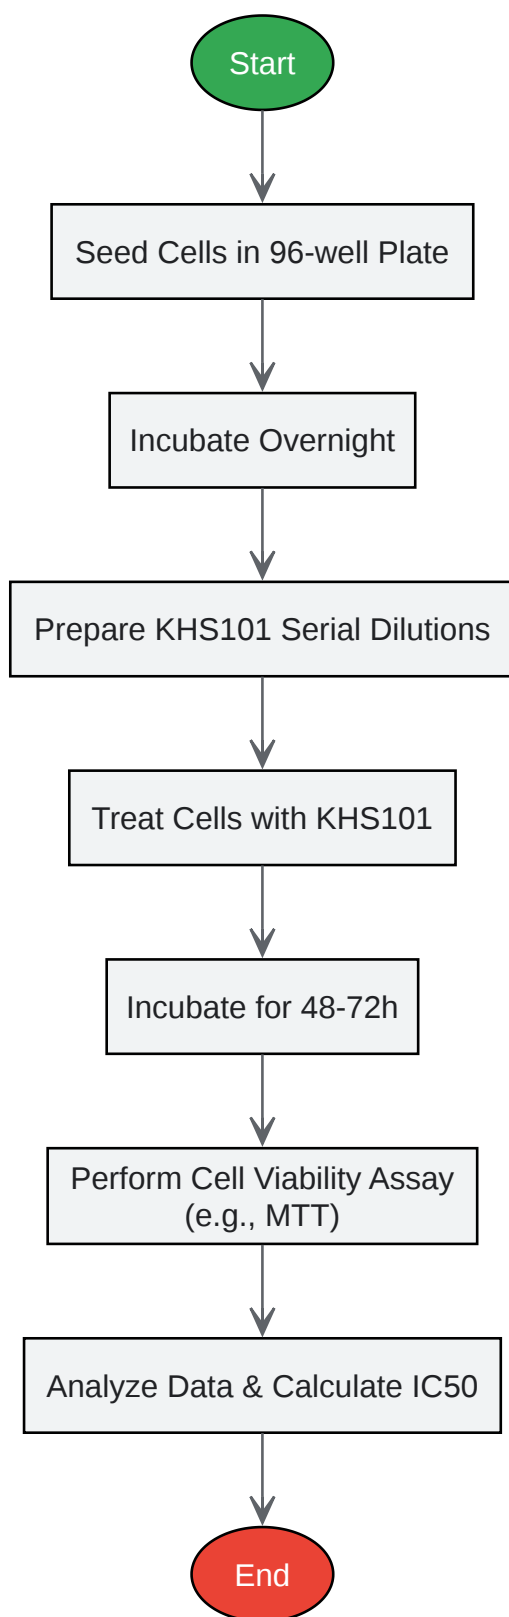 Start
Seed Cells in 96-well Plate
Incubate Overnight
Prepare KHS101 Serial Dilutions
Treat Cells with KHS101
Incubate for 48-72h
Perform Cell Viability Assay
(e.g., MTT)
Analyze Data & Calculate IC50
End